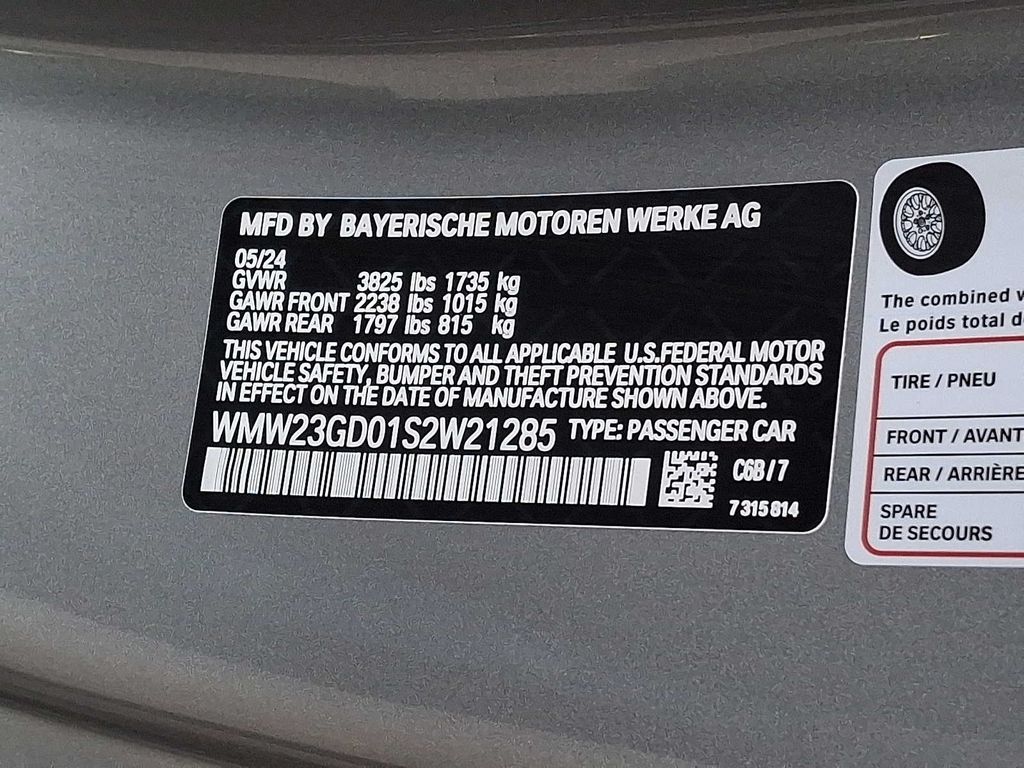 MFD BY BAYERISCHE MOTOREN WERKE AG
05/24
GVWR 3825 lbs 1735 kg
GAWR FRONT 2238 lbs 1015 kg
GAWR REAR 1797 lbs 815 kg
THIS VEHICLE CONFORMS TO ALL APPLICABLE U.S.FEDERAL MOTOR
VEHICLE SAFETY, BUMPER AND THEFT PREVENTION STANDARDS
IN EFFECT ON THE DATE OF MANUFACTURE SHOWN ABOVE.
WMW23GD01S2W21285 TYPE: PASSENGER CAR
C6B/7
7315814
The combined
Le poids total
TIRE / PNEU
FRONT / AVANT
REAR / ARRIÈRE
SPARE
DE SECOURS